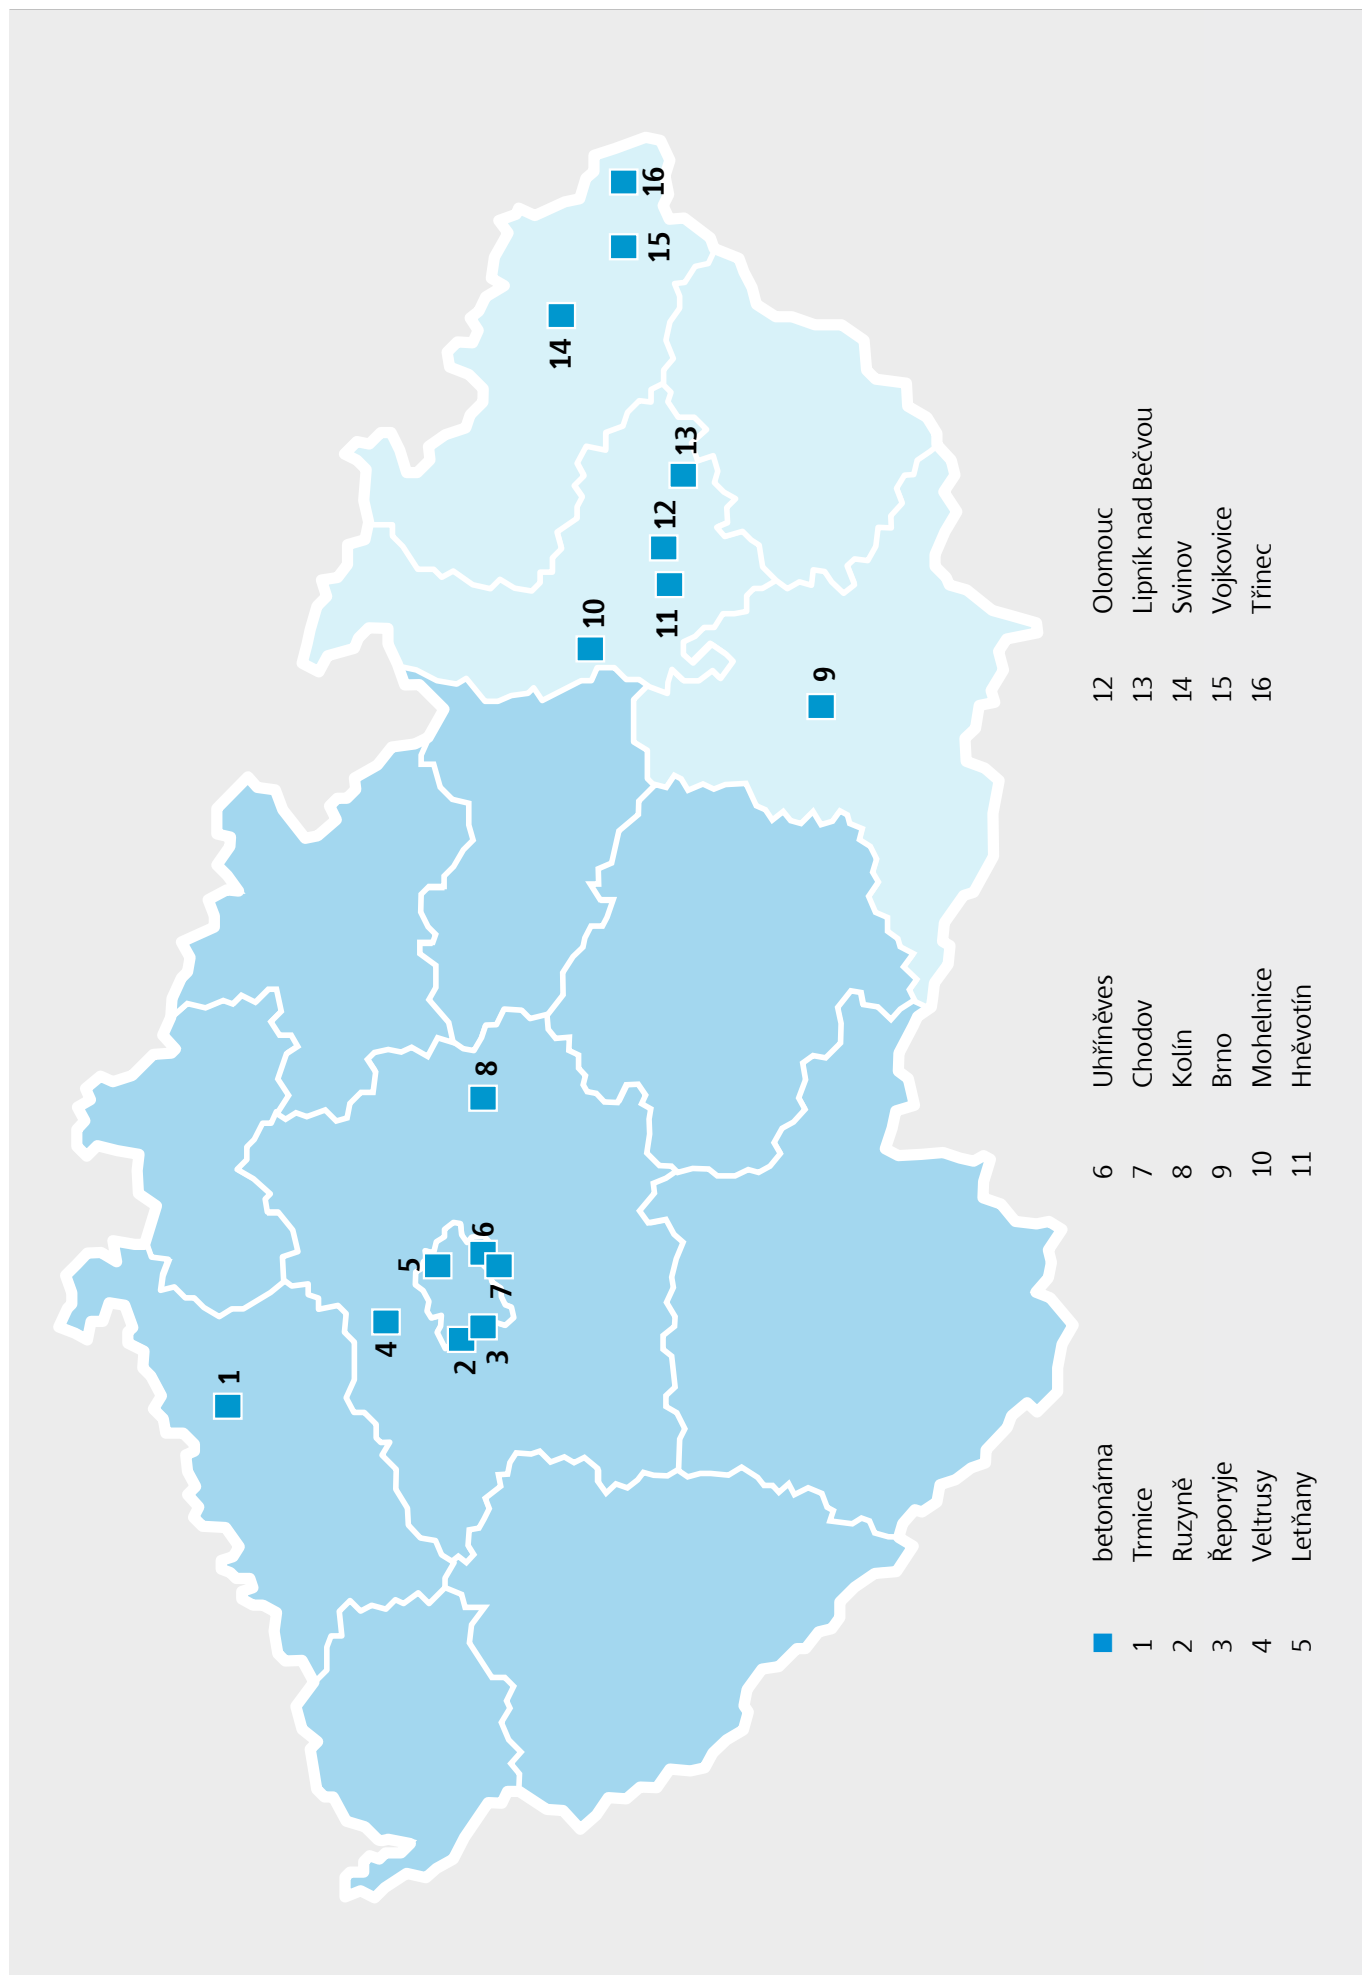 1
2
3
4
5
6
7
8
9
10
11
12
13
14
15
16
betonárna
1 Trmice
2 Ruzyně
3 Řeporyje
4 Veltrusy
5 Letňany
6 Uhříněves
7 Chodov
8 Kolín
9 Brno
10 Mohelnice
11 Hněvotín
12 Olomouc
13 Lipník nad Bečvou
14 Svinov
15 Vojkovice
16 Třinec